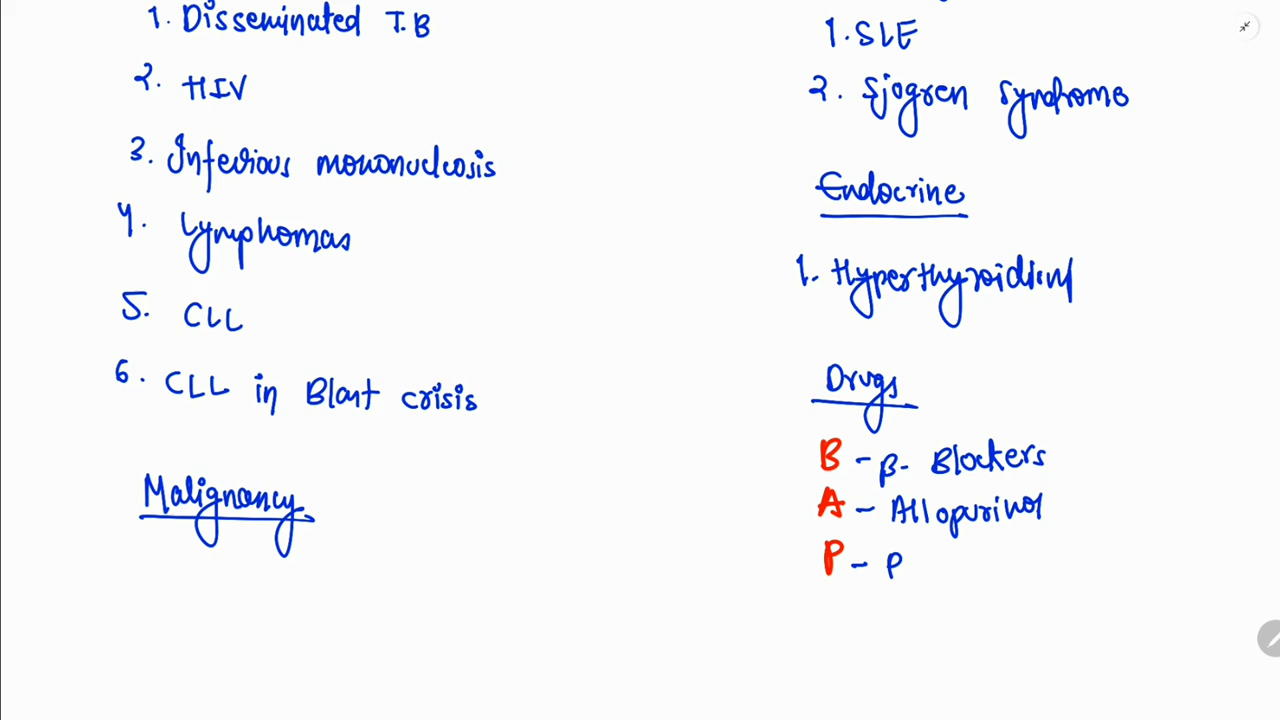 1. Disseminated T.B
2. HIV
3. Infectious mononucleosis
4. Lymphomas
5. CLL
6. CLL in Blast crisis
Malignancy
1. SLE
2. Sjogren Syndrome
Endocrine
1. Hyperthyroidism
Drugs
B - β- Blockers
A - Allopurinol
P - P